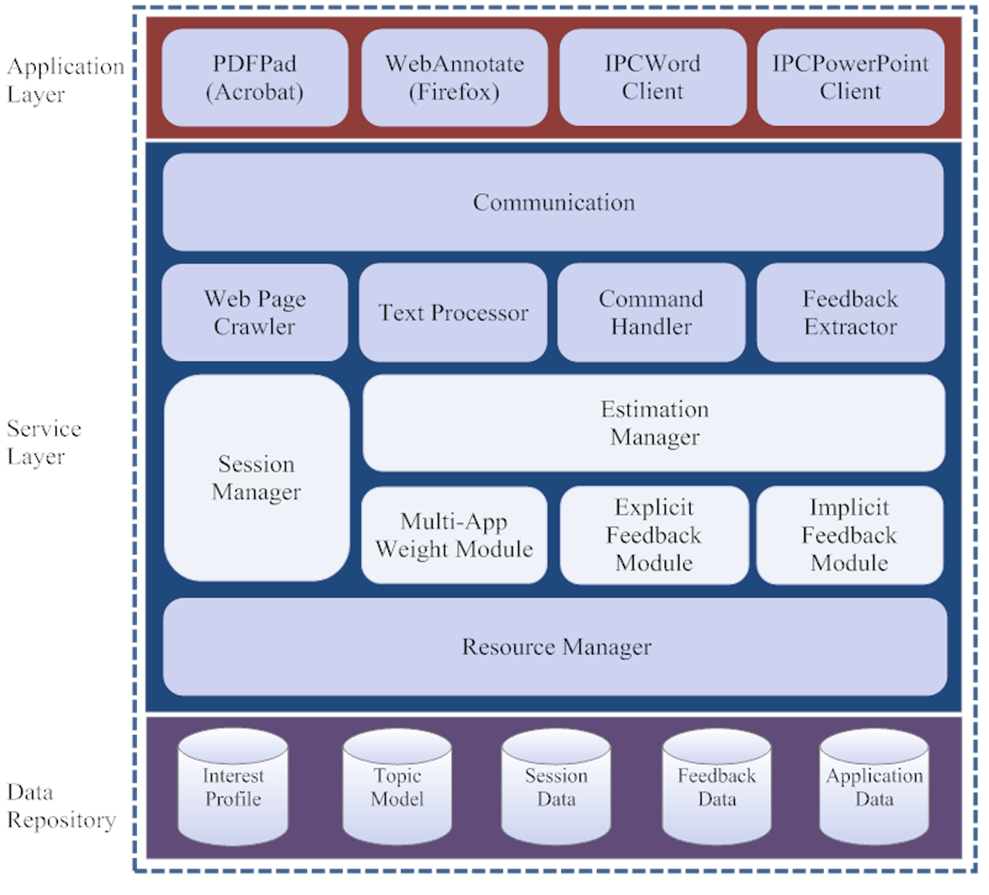 Application
Layer
PDFPad
(Acrobat)
WebAnnotate
(Firefox)
IPCWord
Client
IPCPowerPoint
Client
Service
Layer
Communication
Web Page
Crawler
Text Processor
Command
Handler
Feedback
Extractor
Session
Manager
Estimation
Manager
Multi-App
Weight Module
Explicit
Feedback
Module
Implicit
Feedback
Module
Resource Manager
Data
Repository
Interest
Profile
Topic
Model
Session
Data
Feedback
Data
Application
Data